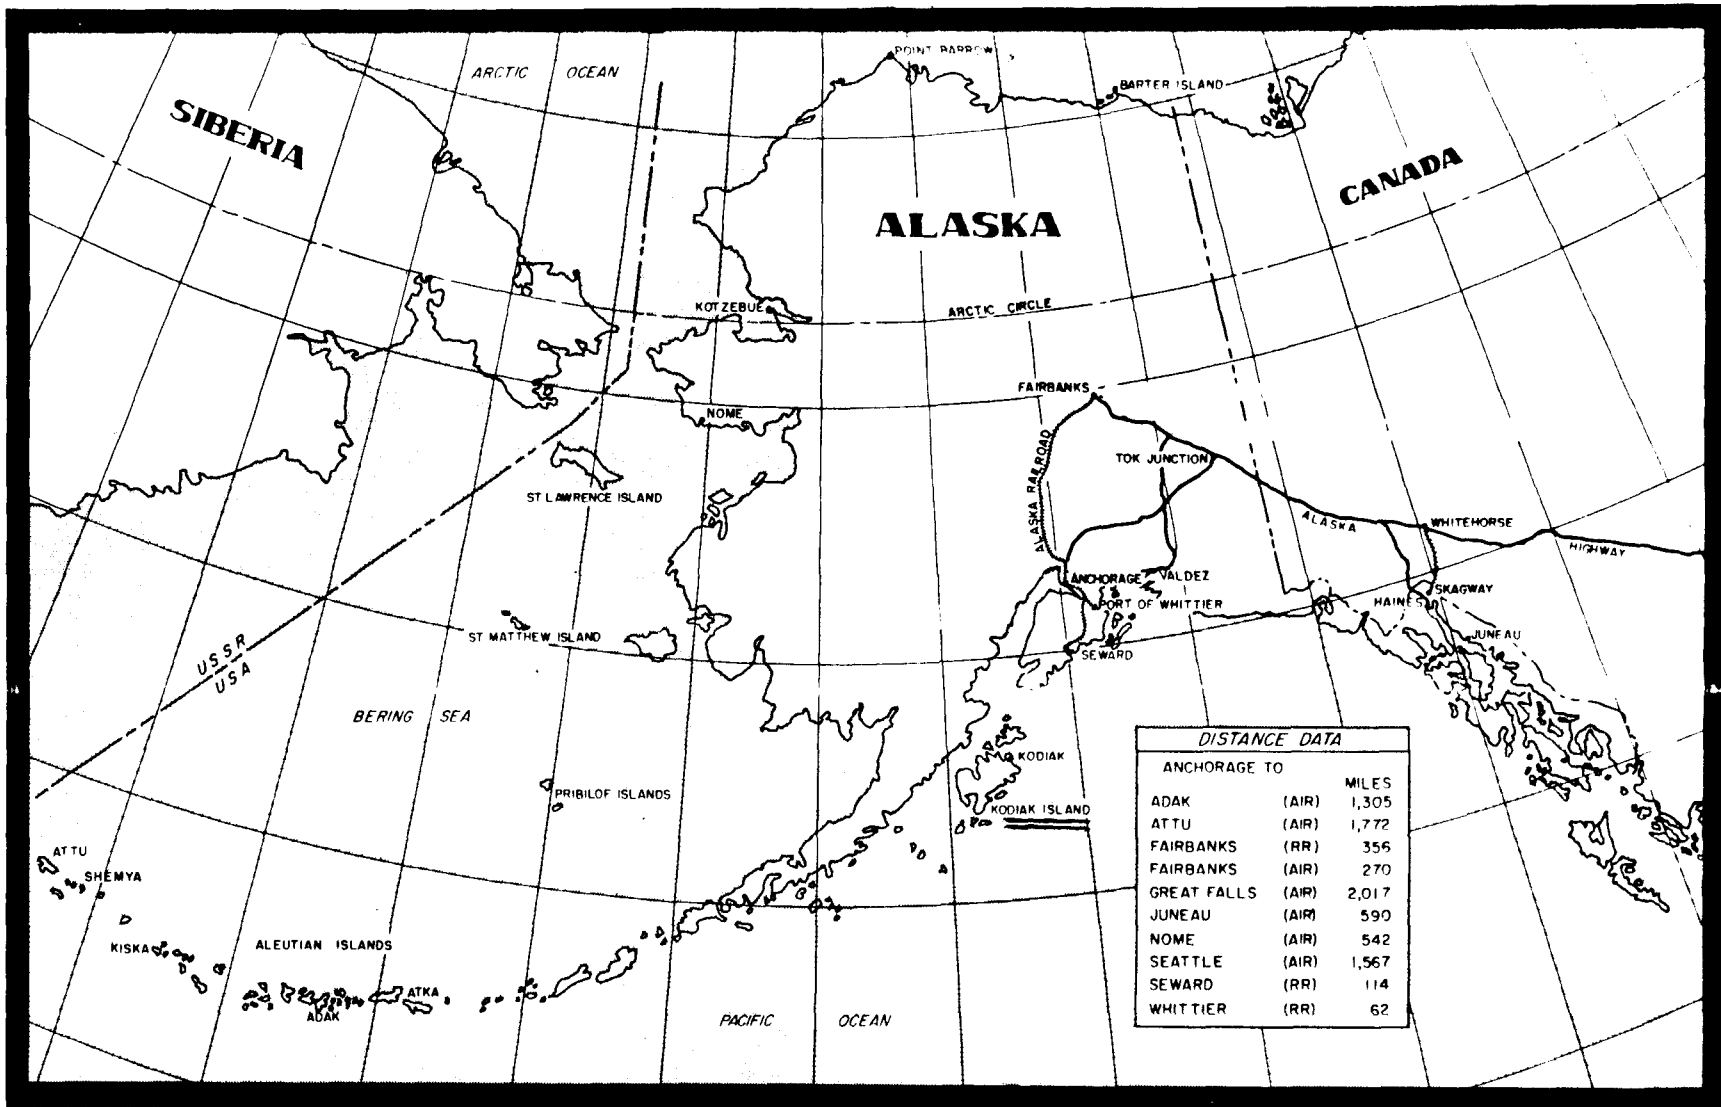 POINT BARROW
ARCTIC OCEAN
BARTER ISLAND
SIBERIA
CANADA
ALASKA
KOTZEBUE
ARCTIC CIRCLE
FAIRBANKS
NOME
ALASKA RAILROAD
TOK JUNCTION
ST LAWRENCE ISLAND
ALASKA
HIGHWAY
WHITEHORSE
ANCHORAGE
VALDEZ
PORT OF WHITTIER
HAINES
SKAGWAY
ST MATTHEW ISLAND
JUNEAU
SEWARD
USSR
USA
BERING SEA
KODIAK
PRIBILOF ISLANDS
KODIAK ISLAND
ATTU
SHEMYA
KISKA
ALEUTIAN ISLANDS
ATKA
ADAK
PACIFIC OCEAN
DISTANCE DATA
ANCHORAGE TO
MILES
ADAK (AIR) 1,305
ATTU (AIR) 1,772
FAIRBANKS (RR) 356
FAIRBANKS (AIR) 270
GREAT FALLS (AIR) 2,017
JUNEAU (AIR) 590
NOME (AIR) 542
SEATTLE (AIR) 1,567
SEWARD (RR) 114
WHITTIER (RR) 62